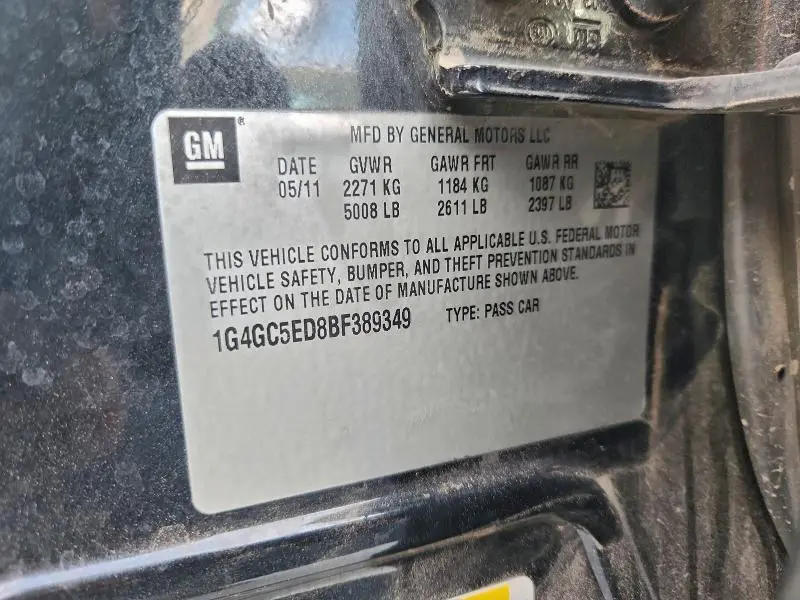 GM
MFD BY GENERAL MOTORS LLC
DATE GVWR GAWR FRT GAWR RR
05/11 2271 KG 1184 KG 1087 KG
5008 LB 2611 LB 2397 LB
THIS VEHICLE CONFORMS TO ALL APPLICABLE U.S. FEDERAL MOTOR
VEHICLE SAFETY, BUMPER, AND THEFT PREVENTION STANDARDS IN
EFFECT ON THE DATE OF MANUFACTURE SHOWN ABOVE.
1G4GC5ED8BF389349 TYPE: PASS CAR